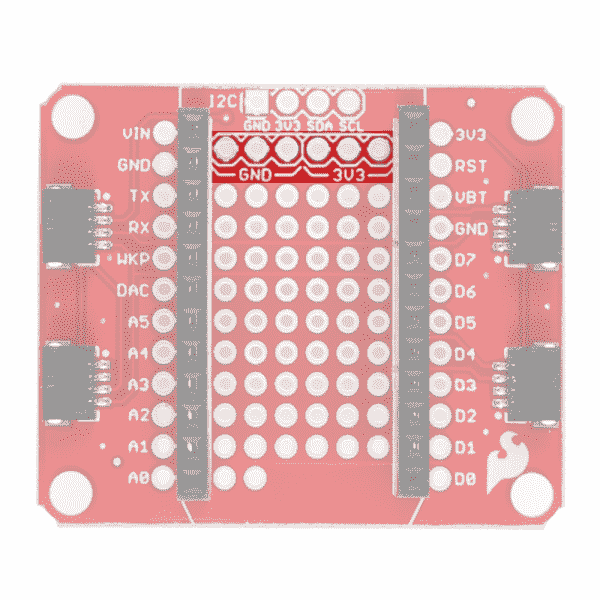 I2C
GND 3V3 SDA SCL
VIN 3V3
GND GND 3V3 RST
TX VBT
RX GND
WKP D7
DAC D6
A5 D5
A4 D4
A3 D3
A2 D2
A1 D1
A0 D0